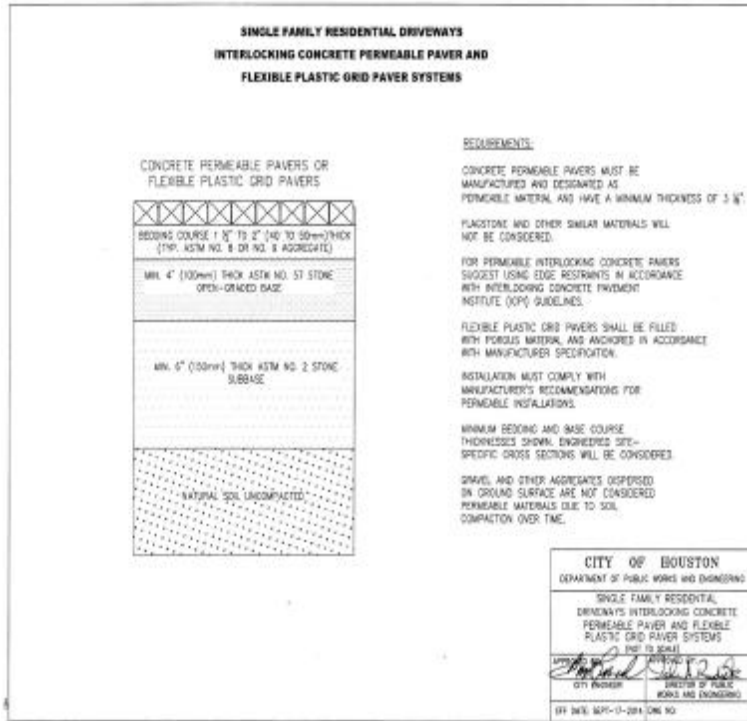 SINGLE FAMILY RESIDENTIAL DRIVEWAYS
INTERLOCKING CONCRETE PERMEABLE PAVER AND
FLEXIBLE PLASTIC GRID PAVER SYSTEMS
CONCRETE PERMEABLE PAVERS OR
FLEXIBLE PLASTIC GRID PAVERS
BEDDING COURSE 1 ½" TO 2" (40 TO 50mm) THICK
(TYP. ASTM NO. 8 OR NO. 9 AGGREGATE)
MIN. 4" (100mm) THICK ASTM NO. 57 STONE
OPEN-GRADED BASE
MIN. 6" (150mm) THICK ASTM NO. 2 STONE
SUBBASE
NATURAL SOIL UNCOMPACTED
REQUIREMENTS:
CONCRETE PERMEABLE PAVERS MUST BE
MANUFACTURED AND DESIGNATED AS
PERMEABLE MATERIAL AND HAVE A MINIMUM THICKNESS OF 3
FLAGSTONE AND OTHER SIMILAR MATERIALS WILL
NOT BE CONSIDERED.
FOR PERMEABLE INTERLOCKING CONCRETE PAVERS
SUGGEST USING EDGE RESTRAINTS IN ACCORDANCE
WITH INTERLOCKING CONCRETE PAVEMENT
INSTITUTE (ICPI) GUIDELINES.
FLEXIBLE PLASTIC GRID PAVERS SHALL BE FILLED
WITH POROUS MATERIAL AND ANCHORED IN ACCORDANCE
WITH MANUFACTURER SPECIFICATION.
INSTALLATION MUST COMPLY WITH
MANUFACTURER'S RECOMMENDATIONS FOR
PERMEABLE INSTALLATIONS.
MINIMUM BEDDING AND BASE COURSE
THICKNESSES SHOWN. ENGINEERED SITE-
SPECIFIC CROSS SECTIONS WILL BE CONSIDERED.
GRAVEL AND OTHER AGGREGATES DISPERSED
ON GROUND SURFACE ARE NOT CONSIDERED
PERMEABLE MATERIALS DUE TO SOIL
COMPACTION OVER TIME.
CITY OF HOUSTON
DEPARTMENT OF PUBLIC WORKS AND ENGINEERING
SINGLE FAMILY RESIDENTIAL
DRIVEWAYS INTERLOCKING CONCRETE
PERMEABLE PAVER AND FLEXIBLE
PLASTIC GRID PAVER SYSTEMS
(NOT TO SCALE)
APPROVED BY: APPROVED BY:
CITY ENGINEER DIRECTOR OF PUBLIC
WORKS AND ENGINEERING
EFF DATE: SEPT-17-2014 DWG NO: